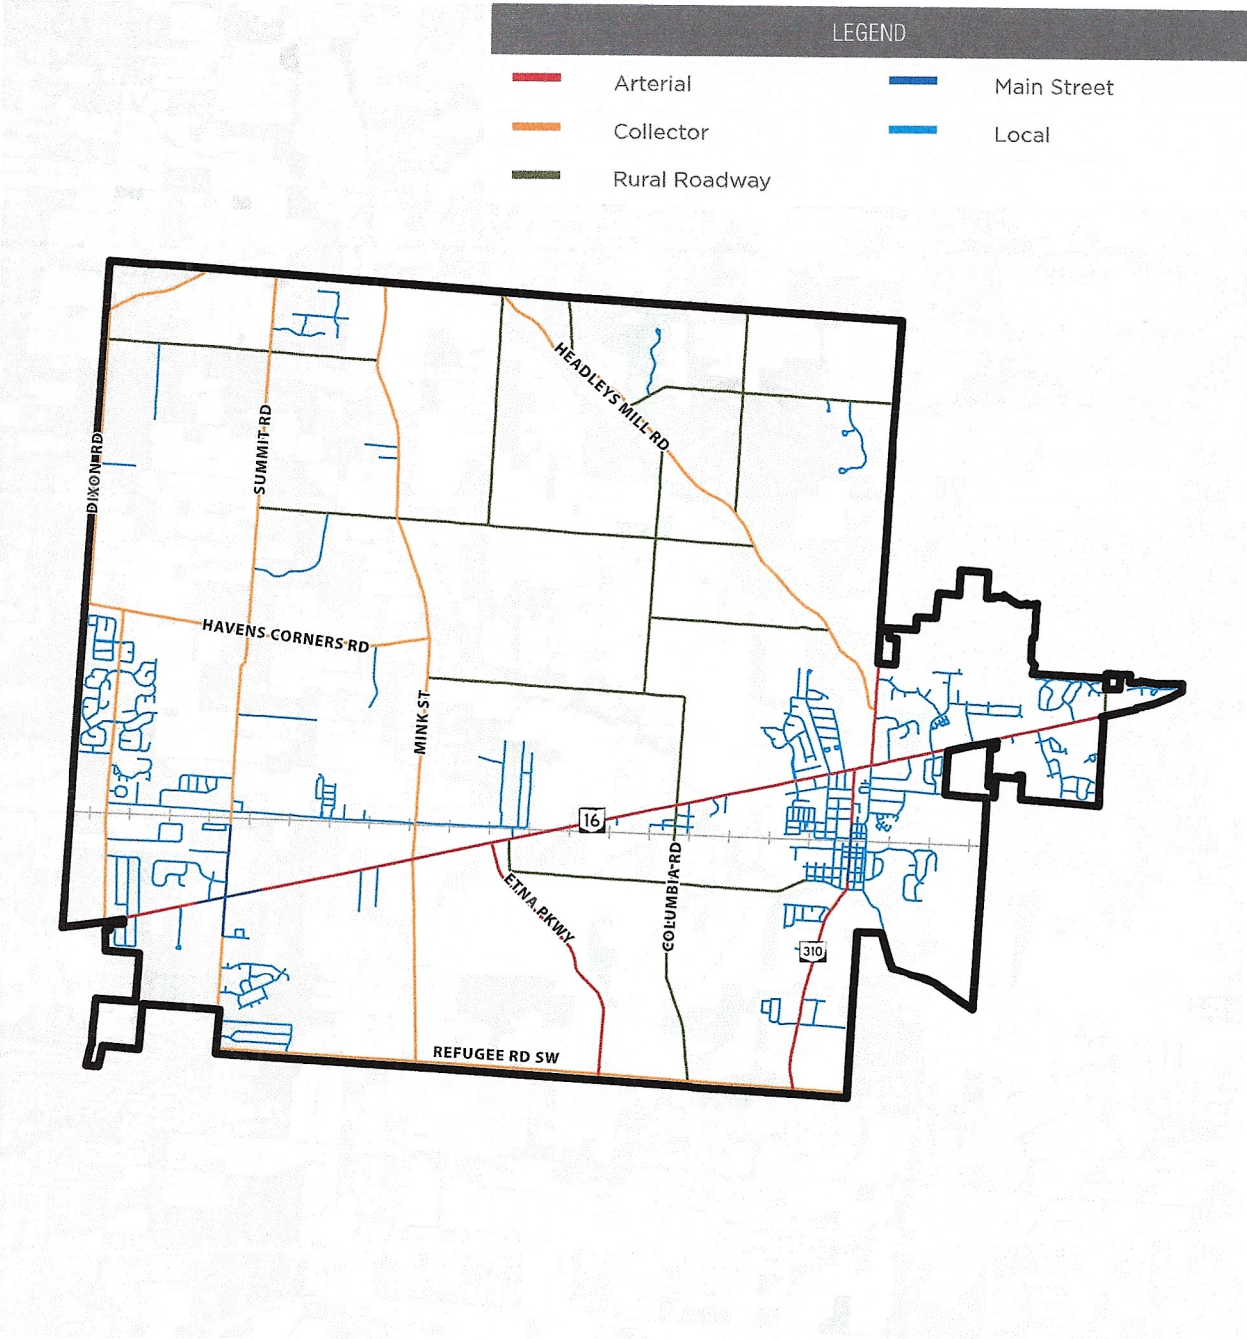 LEGEND
Arterial
Main Street
Collector
Local
Rural Roadway
HEADLEYS MILL RD
SUMMIT RD
DIXON RD
HAVENS CORNERS RD
MINK ST
16
COLUMBIA RD
ETNA PKWY
310
REFUGEE RD SW